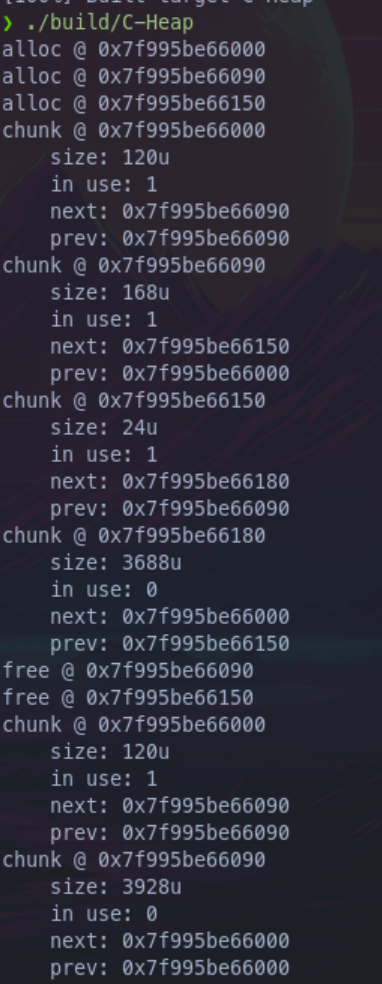 [100%] Built target C-Heap
❯ ./build/C-Heap
alloc @ 0x7f995be66000
alloc @ 0x7f995be66090
alloc @ 0x7f995be66150
chunk @ 0x7f995be66000
size: 120u
in use: 1
next: 0x7f995be66090
prev: 0x7f995be66090
chunk @ 0x7f995be66090
size: 168u
in use: 1
next: 0x7f995be66150
prev: 0x7f995be66000
chunk @ 0x7f995be66150
size: 24u
in use: 1
next: 0x7f995be66180
prev: 0x7f995be66090
chunk @ 0x7f995be66180
size: 3688u
in use: 0
next: 0x7f995be66000
prev: 0x7f995be66150
free @ 0x7f995be66090
free @ 0x7f995be66150
chunk @ 0x7f995be66000
size: 120u
in use: 1
next: 0x7f995be66090
prev: 0x7f995be66090
chunk @ 0x7f995be66090
size: 3928u
in use: 0
next: 0x7f995be66000
prev: 0x7f995be66000